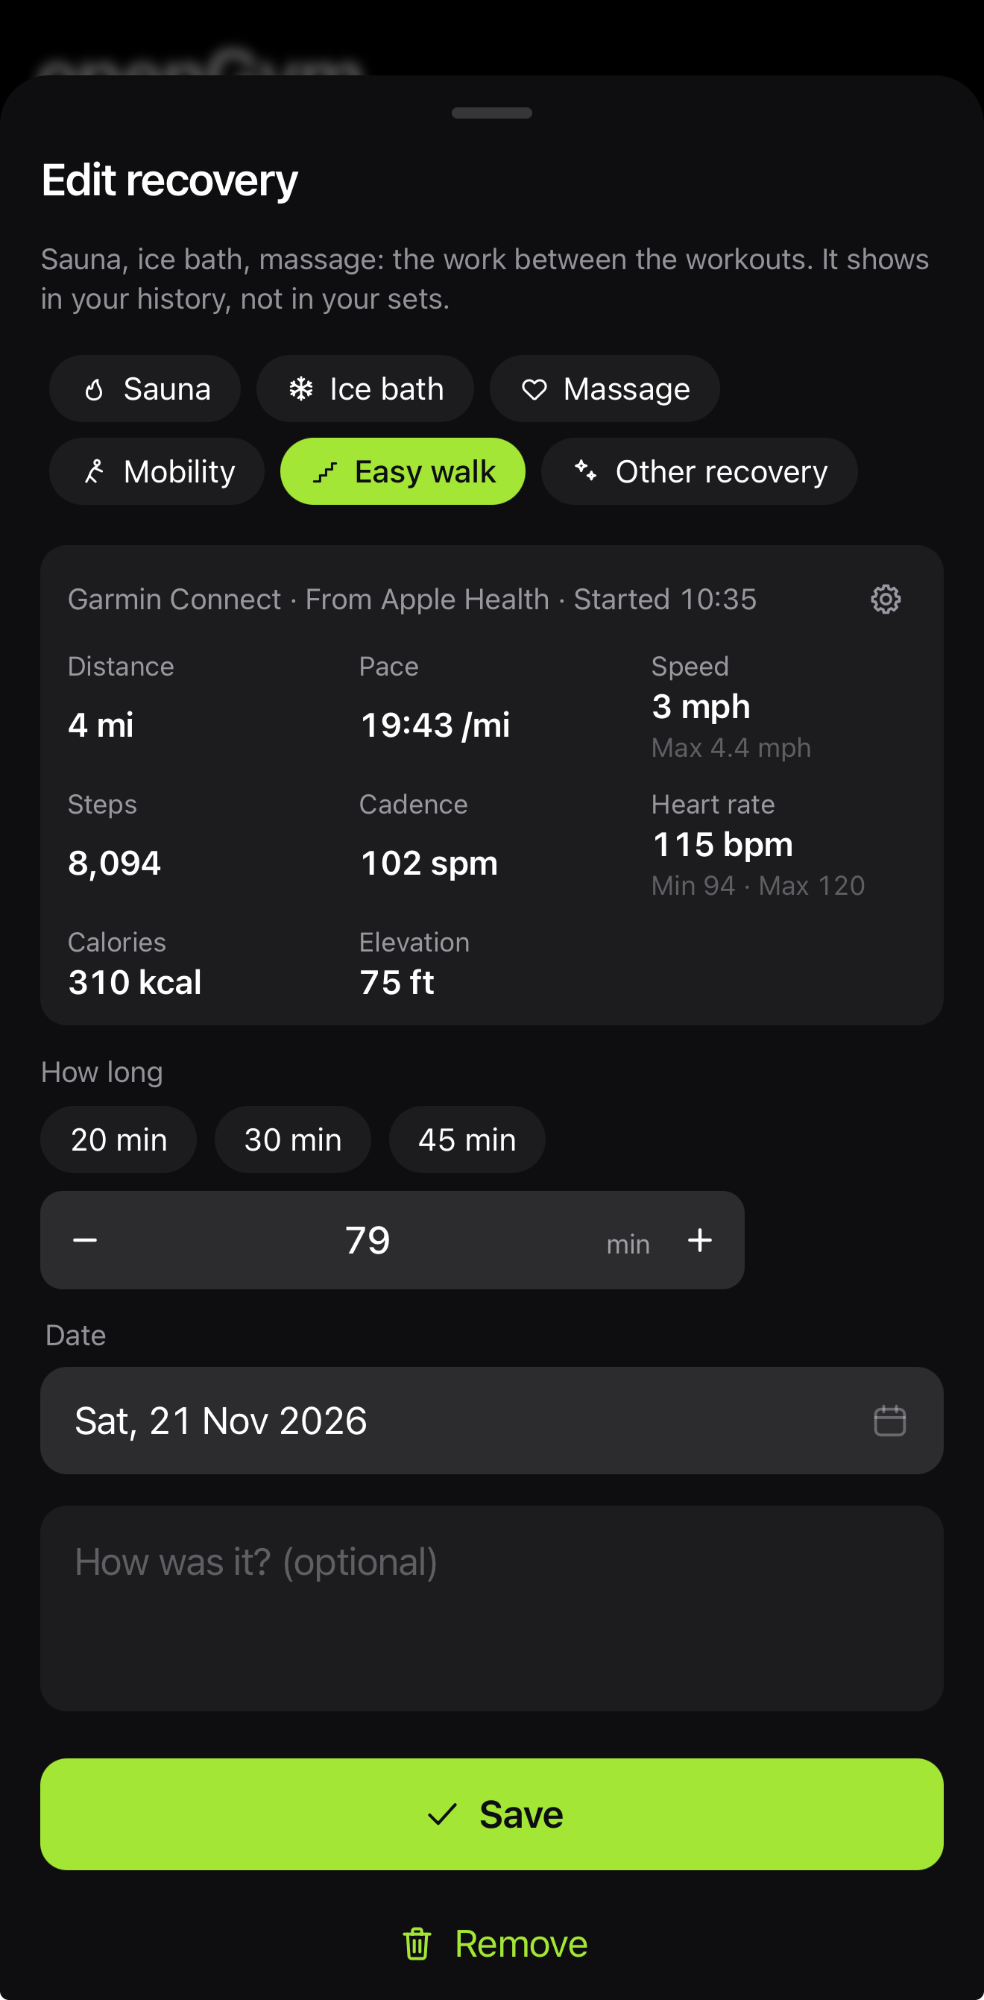 Edit recovery
Sauna, ice bath, massage: the work between the workouts. It shows
in your history, not in your sets.
Sauna
Ice bath
Massage
Mobility
Easy walk
Other recovery
Garmin Connect · From Apple Health · Started 10:35
Distance
4 mi
Pace
19:43 /mi
Speed
3 mph
Max 4.4 mph
Steps
8,094
Cadence
102 spm
Heart rate
115 bpm
Min 94 · Max 120
Calories
310 kcal
Elevation
75 ft
How long
20 min
30 min
45 min
79
min
Date
Sat, 21 Nov 2026
How was it? (optional)
Save
Remove